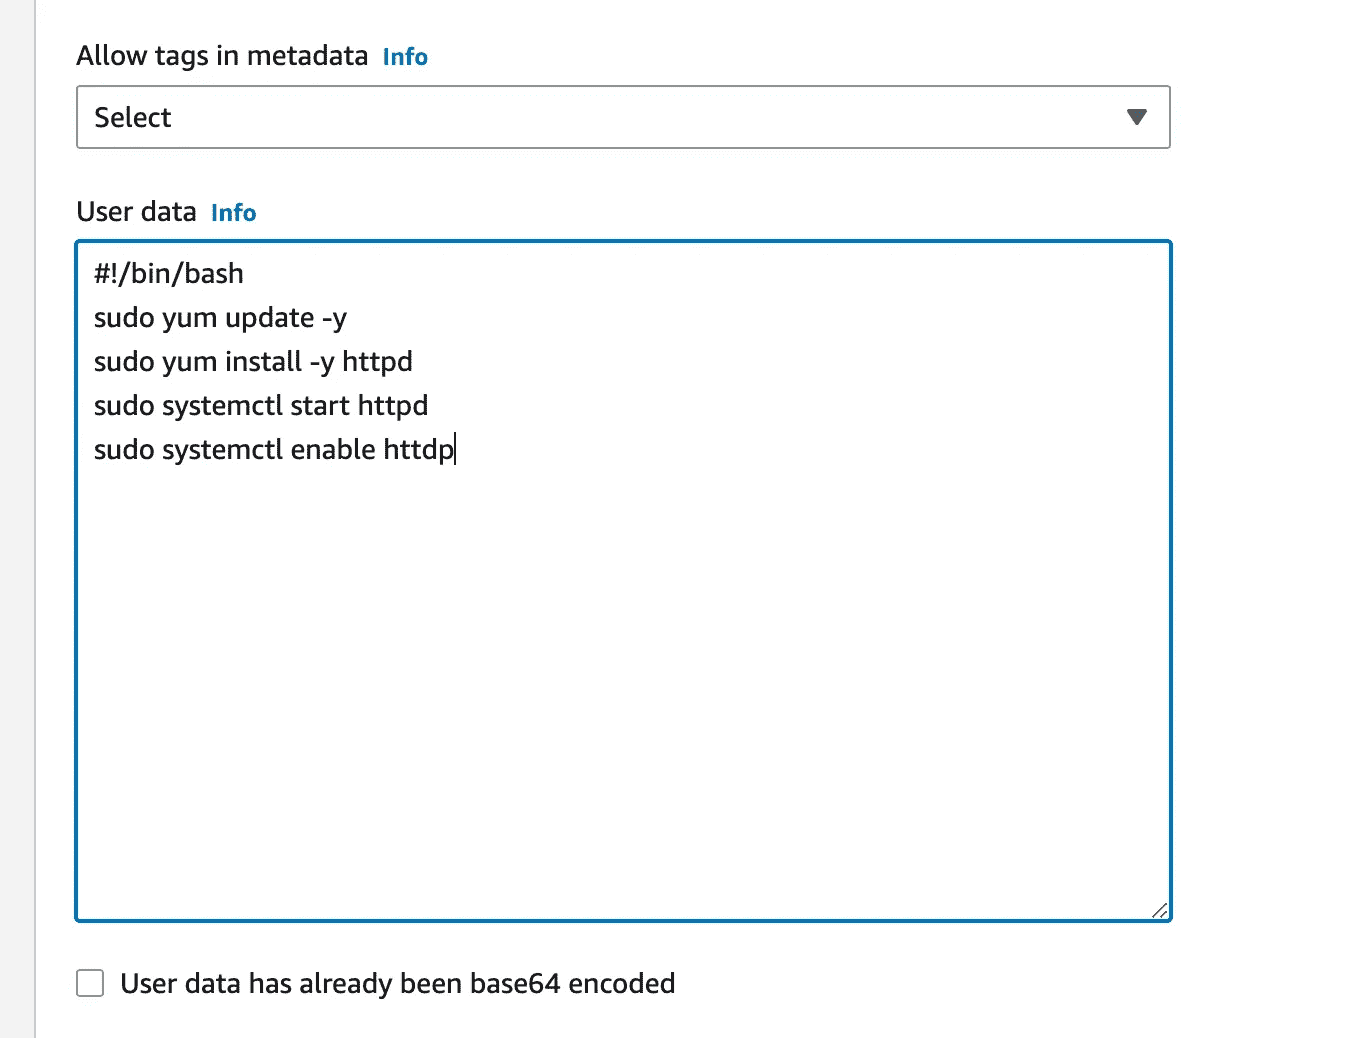 Allow tags in metadata Info
Select
User data Info
#!/bin/bash
sudo yum update -y
sudo yum install -y httpd
sudo systemctl start httpd
sudo systemctl enable httdp
User data has already been base64 encoded